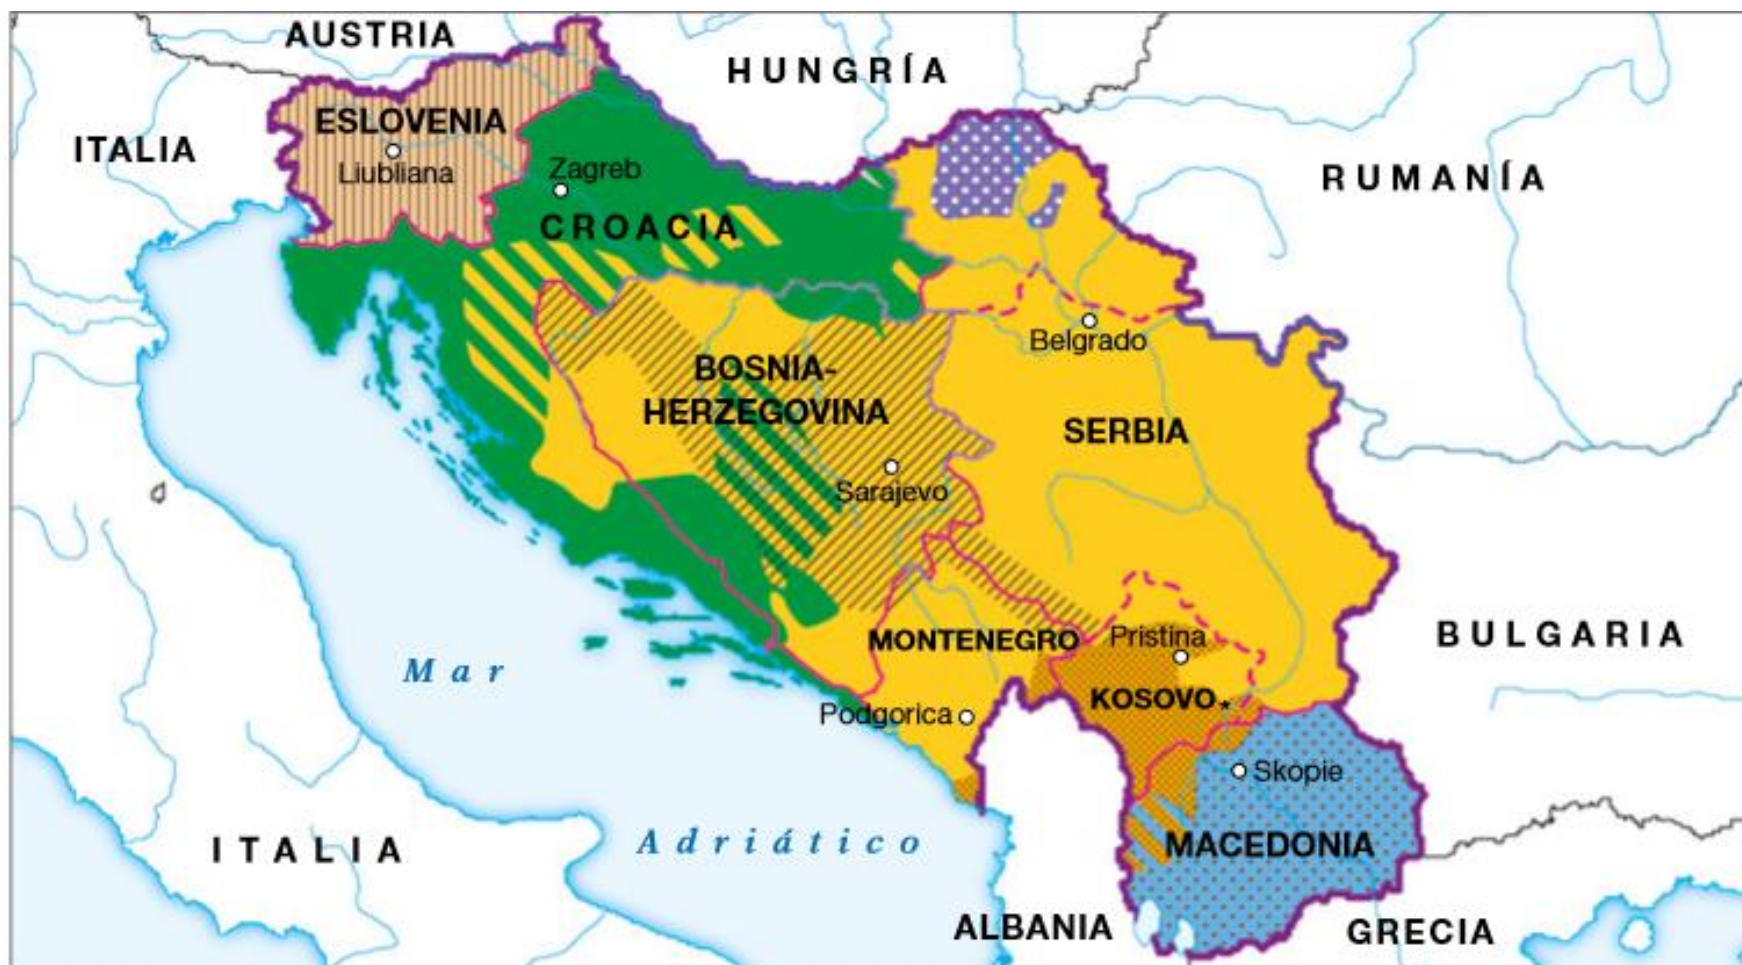 AUSTRIA
HUNGRÍA
ESLOVENIA
ITALIA
Liubliana
Zagreb
RUMANÍA
CROACIA
Belgrado
BOSNIA-
HERZEGOVINA
SERBIA
Sarajevo
MONTENEGRO
Pristina
BULGARIA
Mar
KOSOVO*
Podgorica
Skopie
Adriático
ITALIA
MACEDONIA
ALBANIA
GRECIA